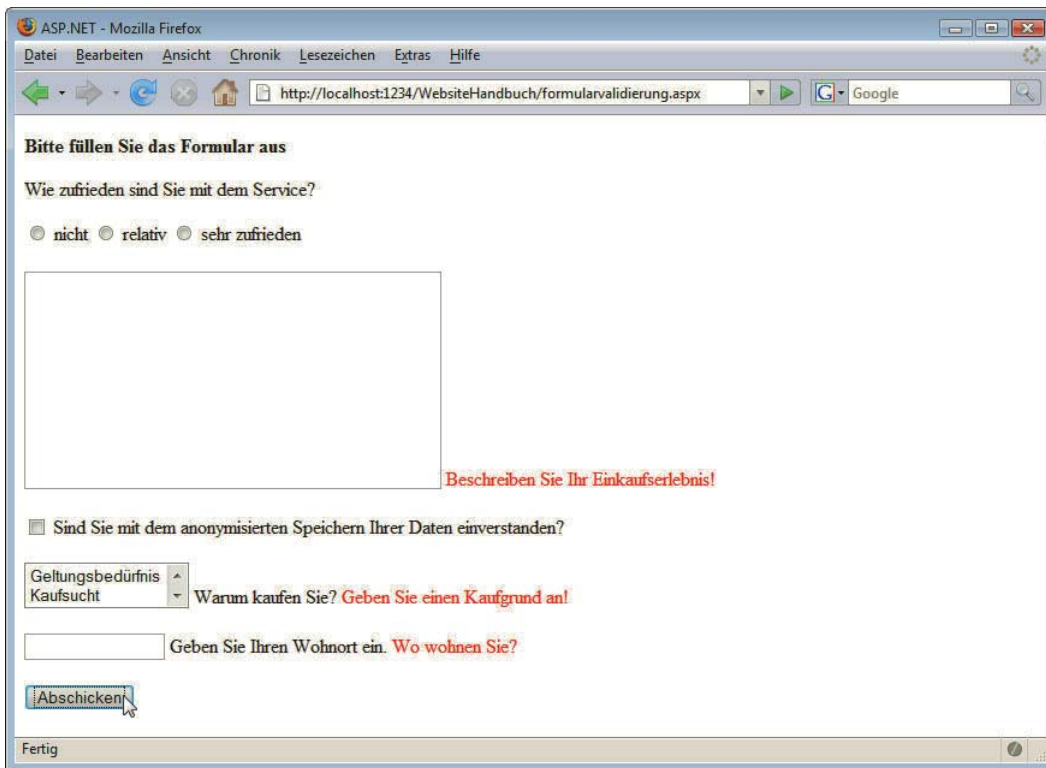 ASP.NET - Mozilla Firefox
Datei Bearbeiten Ansicht Chronik Lesezeichen Extras Hilfe
http://localhost:1234/WebsiteHandbuch/formularvalidierung.aspx G Google
Bitte füllen Sie das Formular aus
Wie zufrieden sind Sie mit dem Service?
nicht relativ sehr zufrieden
Beschreiben Sie Ihr Einkaufserlebnis!
Sind Sie mit dem anonymisierten Speichern Ihrer Daten einverstanden?
Geltungsbedürfnis
Kaufsucht Warum kaufen Sie? Geben Sie einen Kaufgrund an!
Geben Sie Ihren Wohnort ein. Wo wohnen Sie?
Abschicken
Fertig